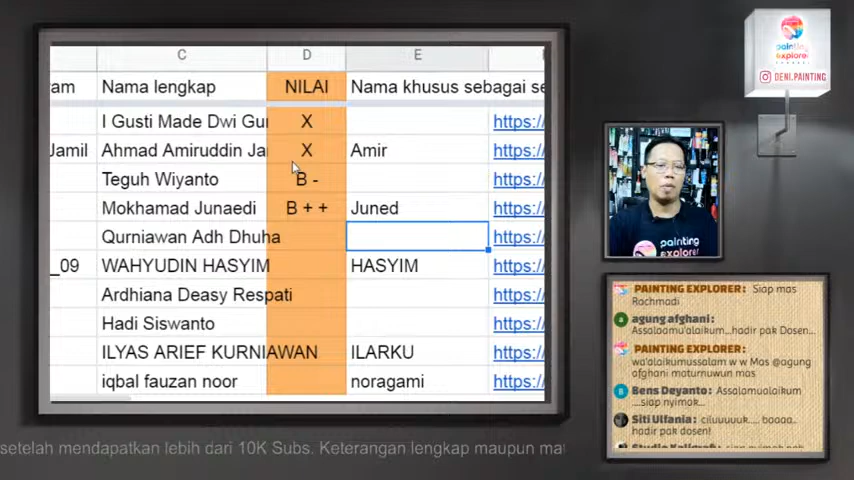 C D E
ram Nama lengkap NILAI Nama khusus sebagai se
I Gusti Made Dwi Gun X https:/
Jamil Ahmad Amiruddin Ja X Amir https:/
Teguh Wiyanto B - https:/
Mokhamad Junaedi B + + Juned https:/
Qurniawan Adh Dhuha https:/
_09 WAHYUDIN HASYIM HASYIM https:/
Ardhiana Deasy Respati https:/
Hadi Siswanto https:/
ILYAS ARIEF KURNIAWAN ILARKU https:/
iqbal fauzan noor noragami https:/
painting
explorer
DENI.PAINTING
painting
explorer
PAINTING EXPLORER: Siap mas
Rochmadi
agung afghani:
Assalaamu'alaikum...hadir pak Dosen...
PAINTING EXPLORER:
wa'alaikumussalam w w Mas @agung
afghani maturnuwun mas
Bens Deyanto: Assalamualaikum
....siap nyimak..
Siti Ulfania: ciluuuuuk..... baaaa..
hadir pak dosen!
setelah mendapatkan lebih dari 10K Subs. Keterangan lengkap maupun ma